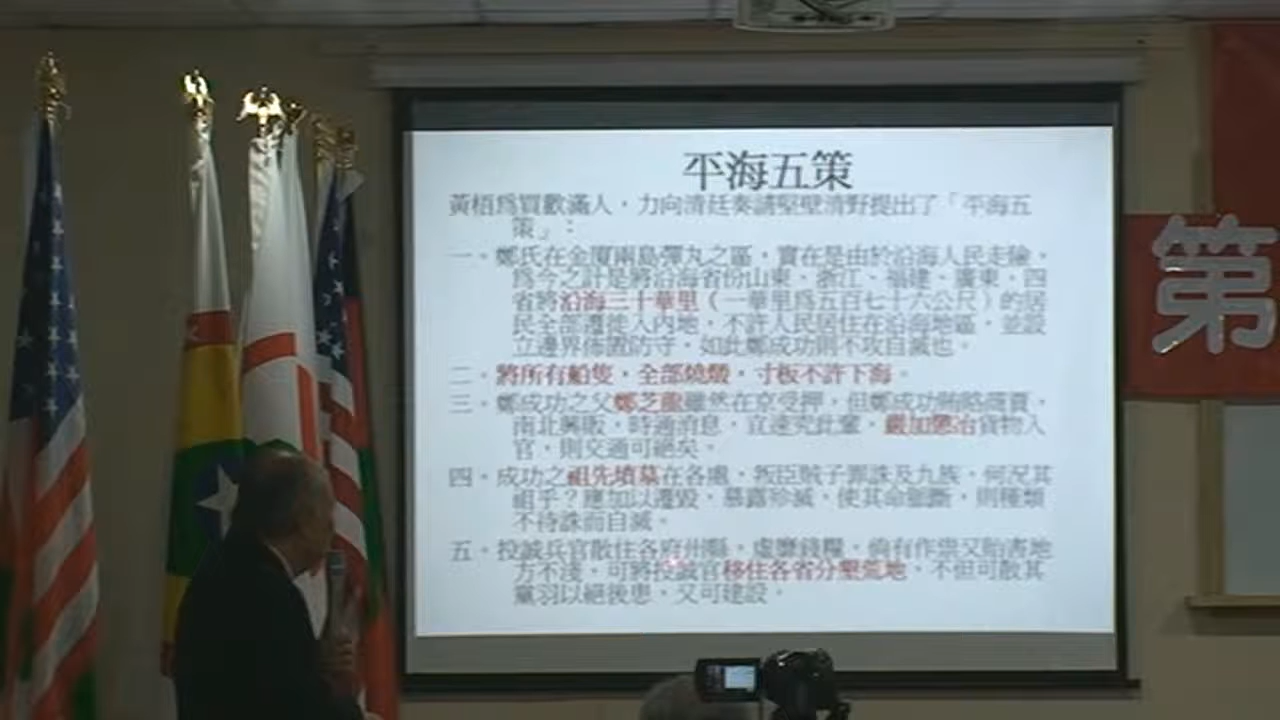 平海五策
黃梧為買歡滿人，力向清廷奏請堅壁清野提出了「平海五
策」：
一。鄭氏在金廈兩島彈丸之區，實在是由於沿海人民走險，
為今之計是將沿海省份山東、浙江、福建、廣東，四
省將沿海三十華里（一華里為五百七十六公尺）的居
民全部遷徙入內地，不許人民居住在沿海地區，並設
立邊界佈置防守，如此鄭成功則不攻自滅也。
二。將所有船隻，全部燒燬，寸板不許下海。
三。鄭成功之父鄭芝龍雖然在京受押，但鄭成功賄賂商賈，
南北興販，時通消息，宜速究此輩，嚴加懲治貨物入
官，則交通可絕矣。
四。成功之祖先墳墓在各處，叛臣賊子罪誅及九族，何況其
祖乎？應加以遷毀，暴露殄滅，使其命脈斷，則種類
不待誅而自滅。
五。投誠兵官散住各府州縣，虛靡錢糧，倘有作祟又貽害地
方不淺，可將投誠官移住各省分墾荒地，不但可散其
黨羽以絕後患，又可建設。
第